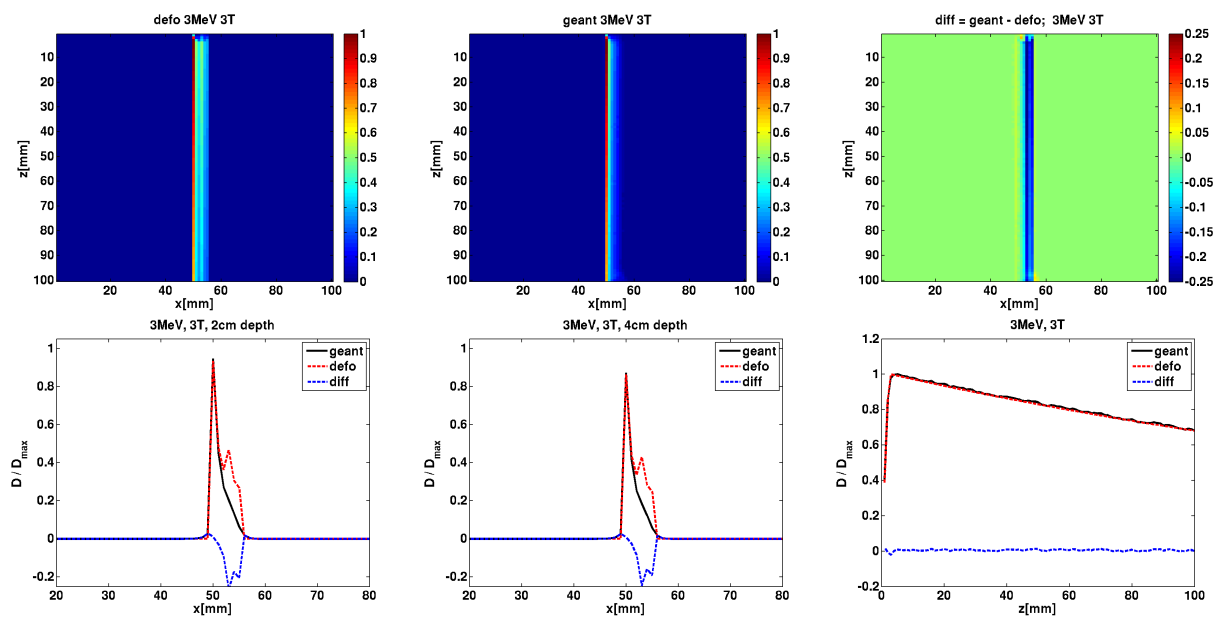 defo 3MeV 3T
10
20
30
40
50
60
70
80
90
100
z[mm]
20 40 60 80 100
x[mm]
1
0.9
0.8
0.7
0.6
0.5
0.4
0.3
0.2
0.1
0
geant 3MeV 3T
10
20
30
40
50
60
70
80
90
100
z[mm]
20 40 60 80 100
x[mm]
1
0.9
0.8
0.7
0.6
0.5
0.4
0.3
0.2
0.1
0
diff = geant - defo; 3MeV 3T
10
20
30
40
50
60
70
80
90
100
z[mm]
20 40 60 80 100
x[mm]
0.25
0.2
0.15
0.1
0.05
0
-0.05
-0.1
-0.15
-0.2
-0.25
3MeV, 3T, 2cm depth
1
0.8
0.6
0.4
0.2
0
-0.2
D / Dmax
geant
defo
diff
20 30 40 50 60 70 80
x[mm]
3MeV, 3T, 4cm depth
1
0.8
0.6
0.4
0.2
0
-0.2
D / Dmax
geant
defo
diff
20 30 40 50 60 70 80
x[mm]
3MeV, 3T
1.2
1
0.8
0.6
0.4
0.2
0
-0.2
D / Dmax
geant
defo
diff
0 20 40 60 80 100
z[mm]